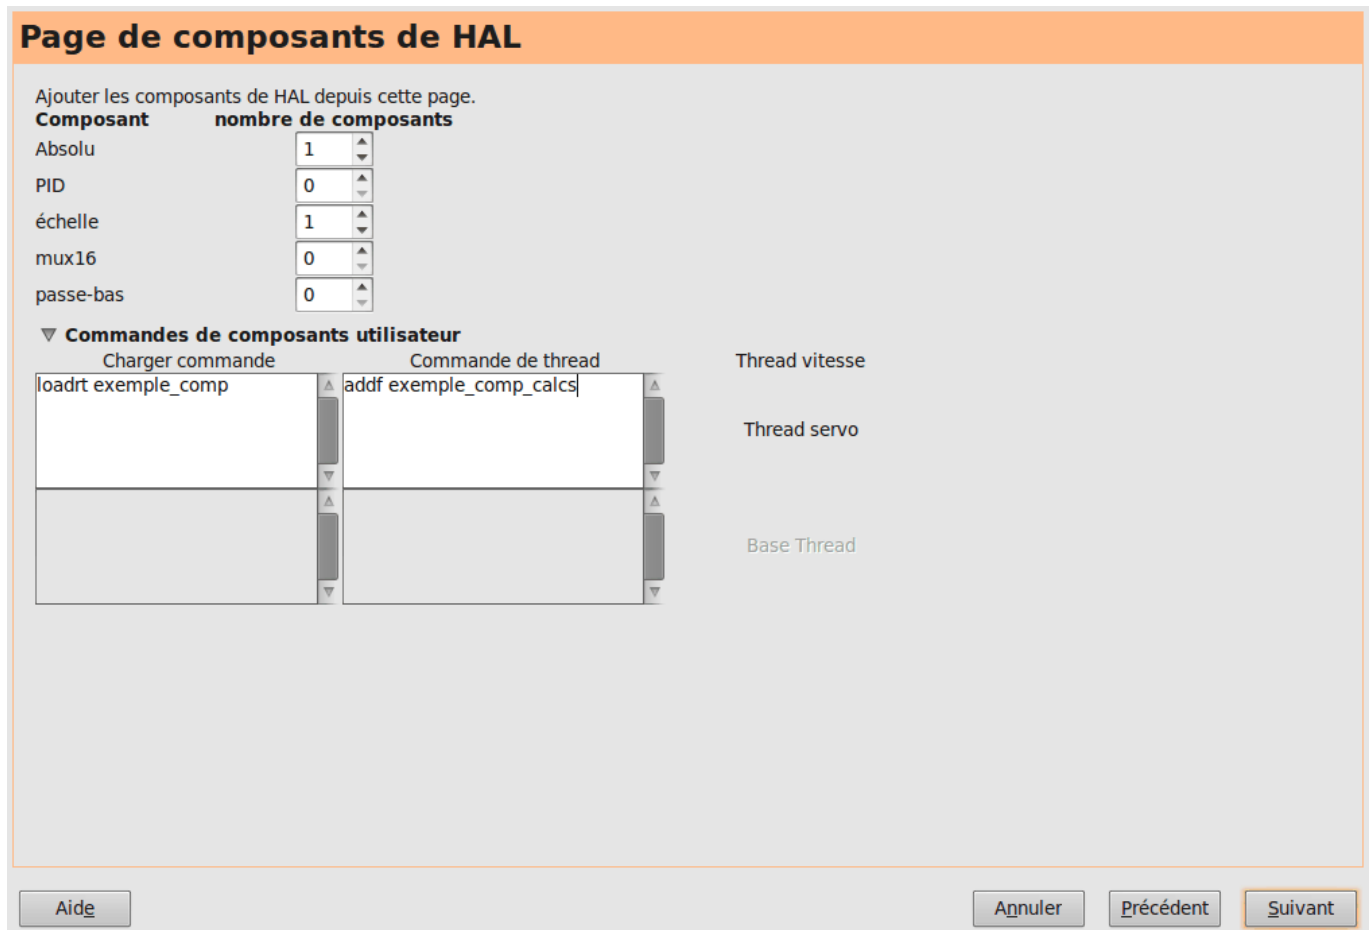 Page de composants de HAL
Ajouter les composants de HAL depuis cette page.
Composant nombre de composants
Absolu 1
PID 0
échelle 1
mux16 0
passe-bas 0
Commandes de composants utilisateur
Charger commande Commande de thread Thread vitesse
loadrt exemple_comp addf exemple_comp_calcs
Thread servo
Base Thread
Aide Annuler Précédent Suivant